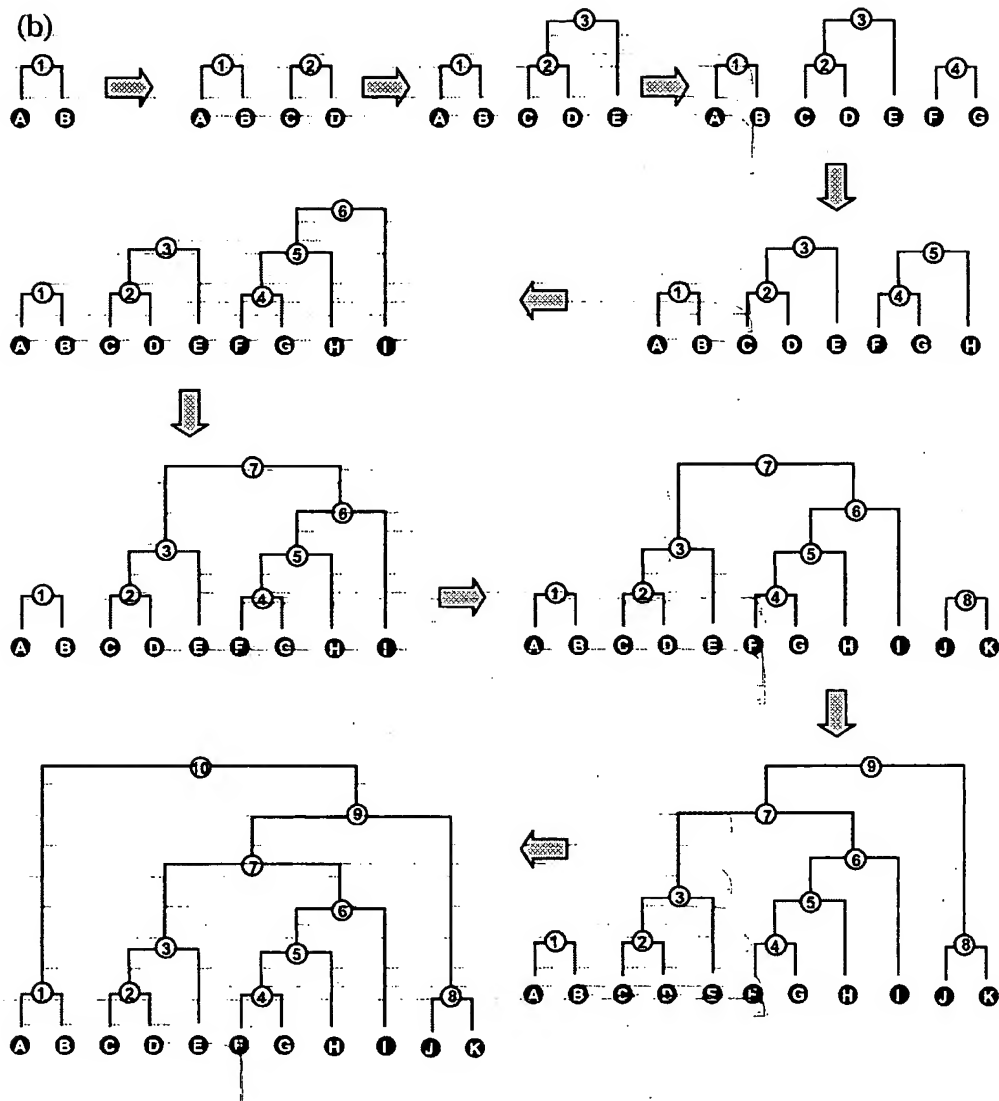 (b)
3 3
1 1 2 1 2 1 2 4
A B A B C D A B C D E A B C D E F G
6
3 5 3 5
1 2 4 1 2 4
A B C D E F G H I A B C D E F G H
7 7
6 6
3 5 3 5
1 2 4 1 2 4 8
A B C D E F G H I A B C D E F G H I J K
10 9
9 7
7 6
6 3 5
3 5 1 2 4 8
1 2 4 8 A B C D E F G H I J K
A B C D E F G H I J K